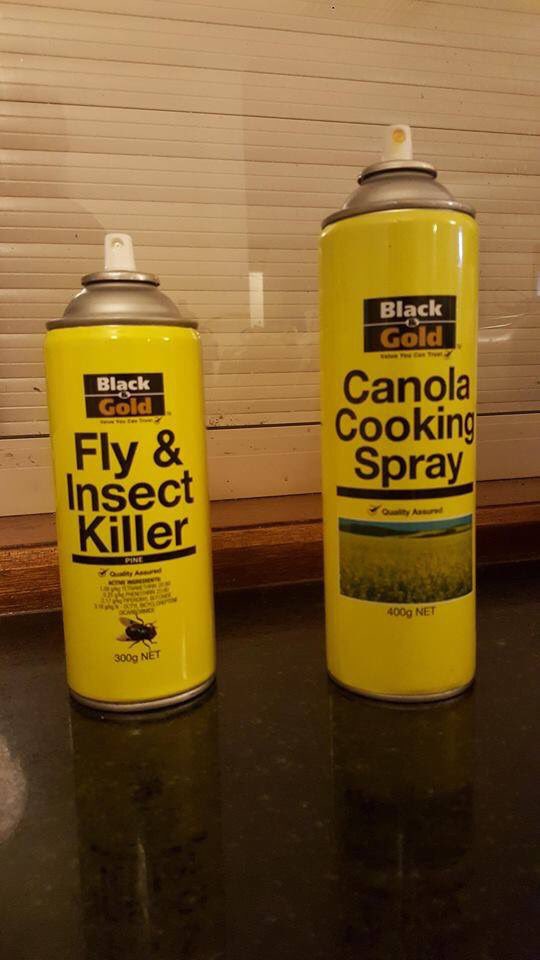 Black
&
Gold
Value You Can Trust
Fly &
Insect
Killer
PINE
Quality Assured
ACTIVE INGREDIENTS:
300g NET
Black
&
Gold
Value You Can Trust
Canola
Cooking
Spray
Quality Assured
400g NET